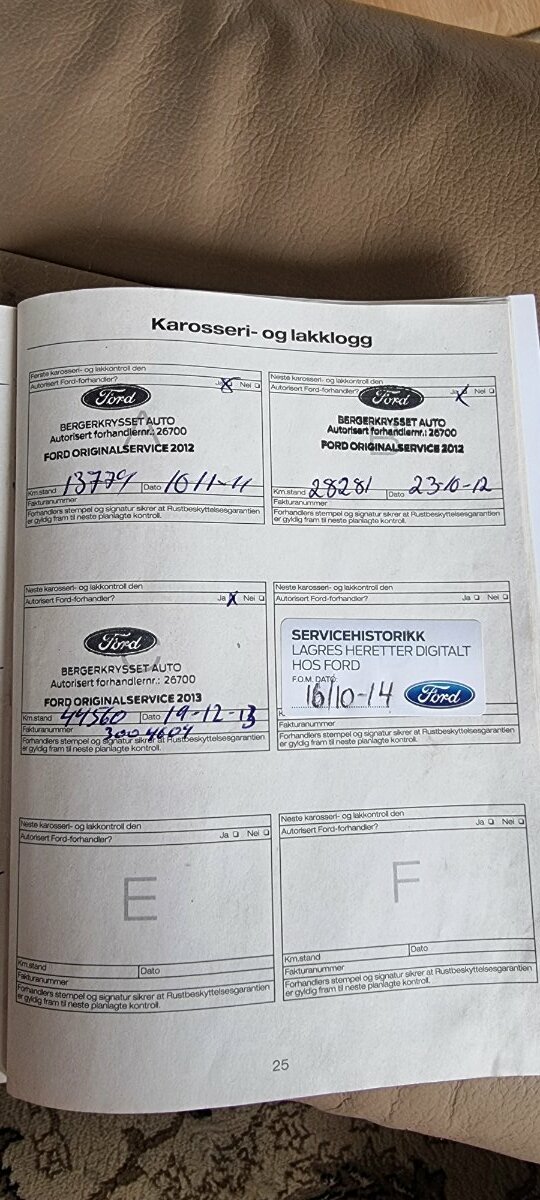 Karosseri- og lakklogg
Første karosseri- og lakkontroll den
Autorisert Ford-forhandler? Ja Nei
Ford
BERGERKRYSSET AUTO
Autorisert forhandlernr.: 26700
FORD ORIGINALSERVICE 2012
Km.stand 13779 Dato 1611-11
Fakturanummer
Forhandlers stempel og signatur sikrer at Rustbeskyttelsesgarantien
er gyldig fram til neste planlagte kontroll.
Neste karosseri- og lakkontroll den
Autorisert Ford-forhandler? Ja Nei
Ford
BERGERKRYSSET AUTO
Autorisert forhandlernr.: 26700
FORD ORIGINALSERVICE 2012
Km.stand 28281 Dato 23-10-12
Fakturanummer
Forhandlers stempel og signatur sikrer at Rustbeskyttelsesgarantien
er gyldig fram til neste planlagte kontroll.
Neste karosseri- og lakkontroll den
Autorisert Ford-forhandler? Ja Nei
Ford
BERGERKRYSSET AUTO
Autorisert forhandlernr.: 26700
FORD ORIGINALSERVICE 2013
Km.stand 44560 Dato 19-12-13
Fakturanummer 3004604
Forhandlers stempel og signatur sikrer at Rustbeskyttelsesgarantien
er gyldig fram til neste planlagte kontroll.
Neste karosseri- og lakkontroll den
Autorisert Ford-forhandler? Ja Nei
SERVICEHISTORIKK
LAGRES HERETTER DIGITALT
HOS FORD
F.O.M. DATO:
16/10-14 Ford
Fakturanummer
Forhandlers stempel og signatur sikrer at Rustbeskyttelsesgarantien
er gyldig fram til neste planlagte kontroll.
Neste karosseri- og lakkontroll den
Autorisert Ford-forhandler? Ja Nei
E
Km.stand Dato
Fakturanummer
Forhandlers stempel og signatur sikrer at Rustbeskyttelsesgarantien
er gyldig fram til neste planlagte kontroll.
Neste karosseri- og lakkontroll den
Autorisert Ford-forhandler? Ja Nei
F
Km.stand Dato
Fakturanummer
Forhandlers stempel og signatur sikrer at Rustbeskyttelsesgarantien
er gyldig fram til neste planlagte kontroll.
25